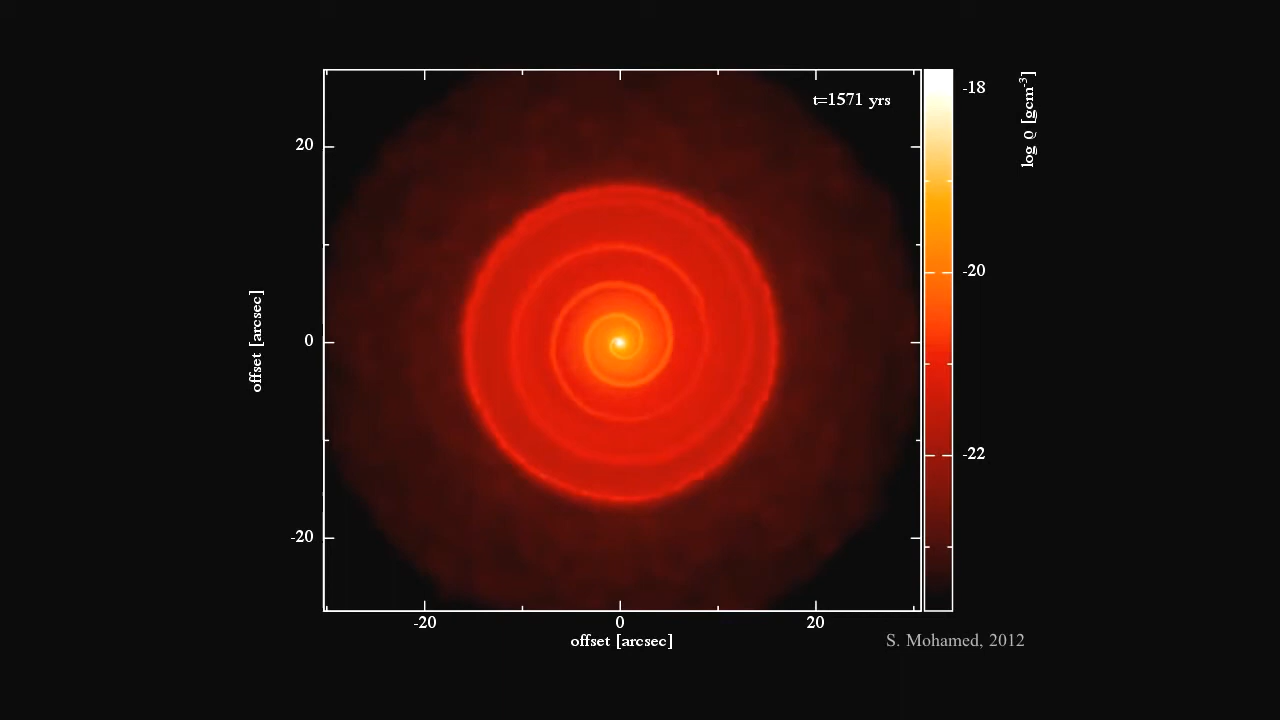 t=1571 yrs
-18
-20
-22
log ϱ [gcm⁻³]
20
0
-20
offset [arcsec]
-20 0 20
offset [arcsec]
S. Mohamed, 2012